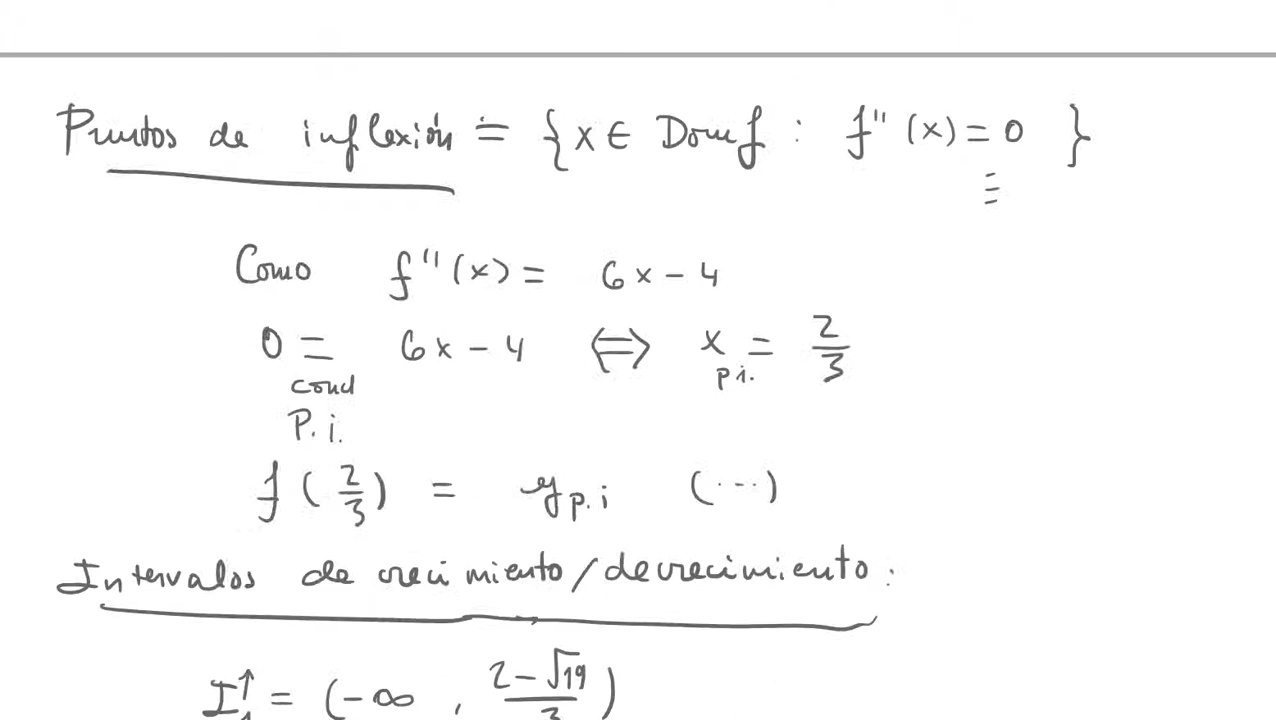 Puntos de inflexión = {x ∈ Dom f : f''(x) = 0 }
Como f''(x) = 6x - 4
0 = 6x - 4 ⟺ x = 2/3
cond p.i.
P.i.
f(2/3) = y p.i (...)
Intervalos de crecimiento/decrecimiento:
I₁↑ = (-∞, (2-√19)/3)